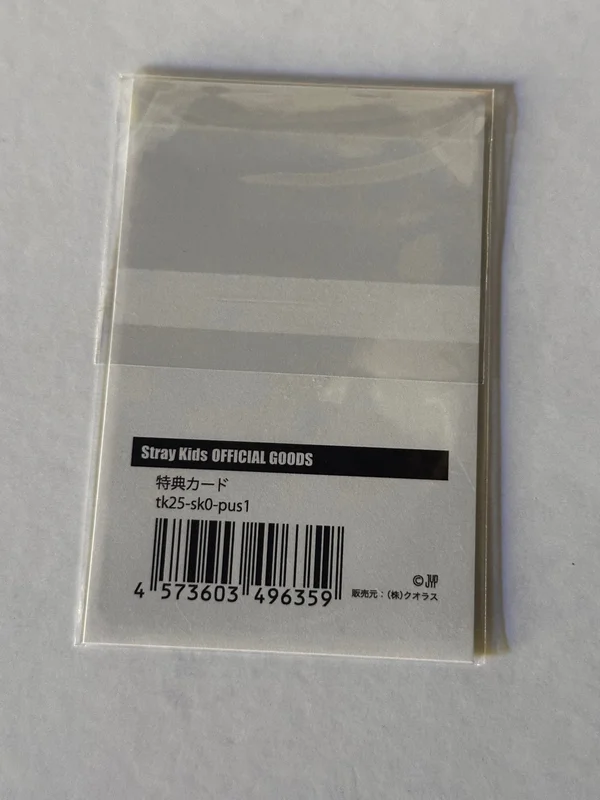 Stray Kids OFFICIAL GOODS
特典カード
tk25-sk0-pus1
© JYP
4 573603 496359
販売元：(株)クオラス